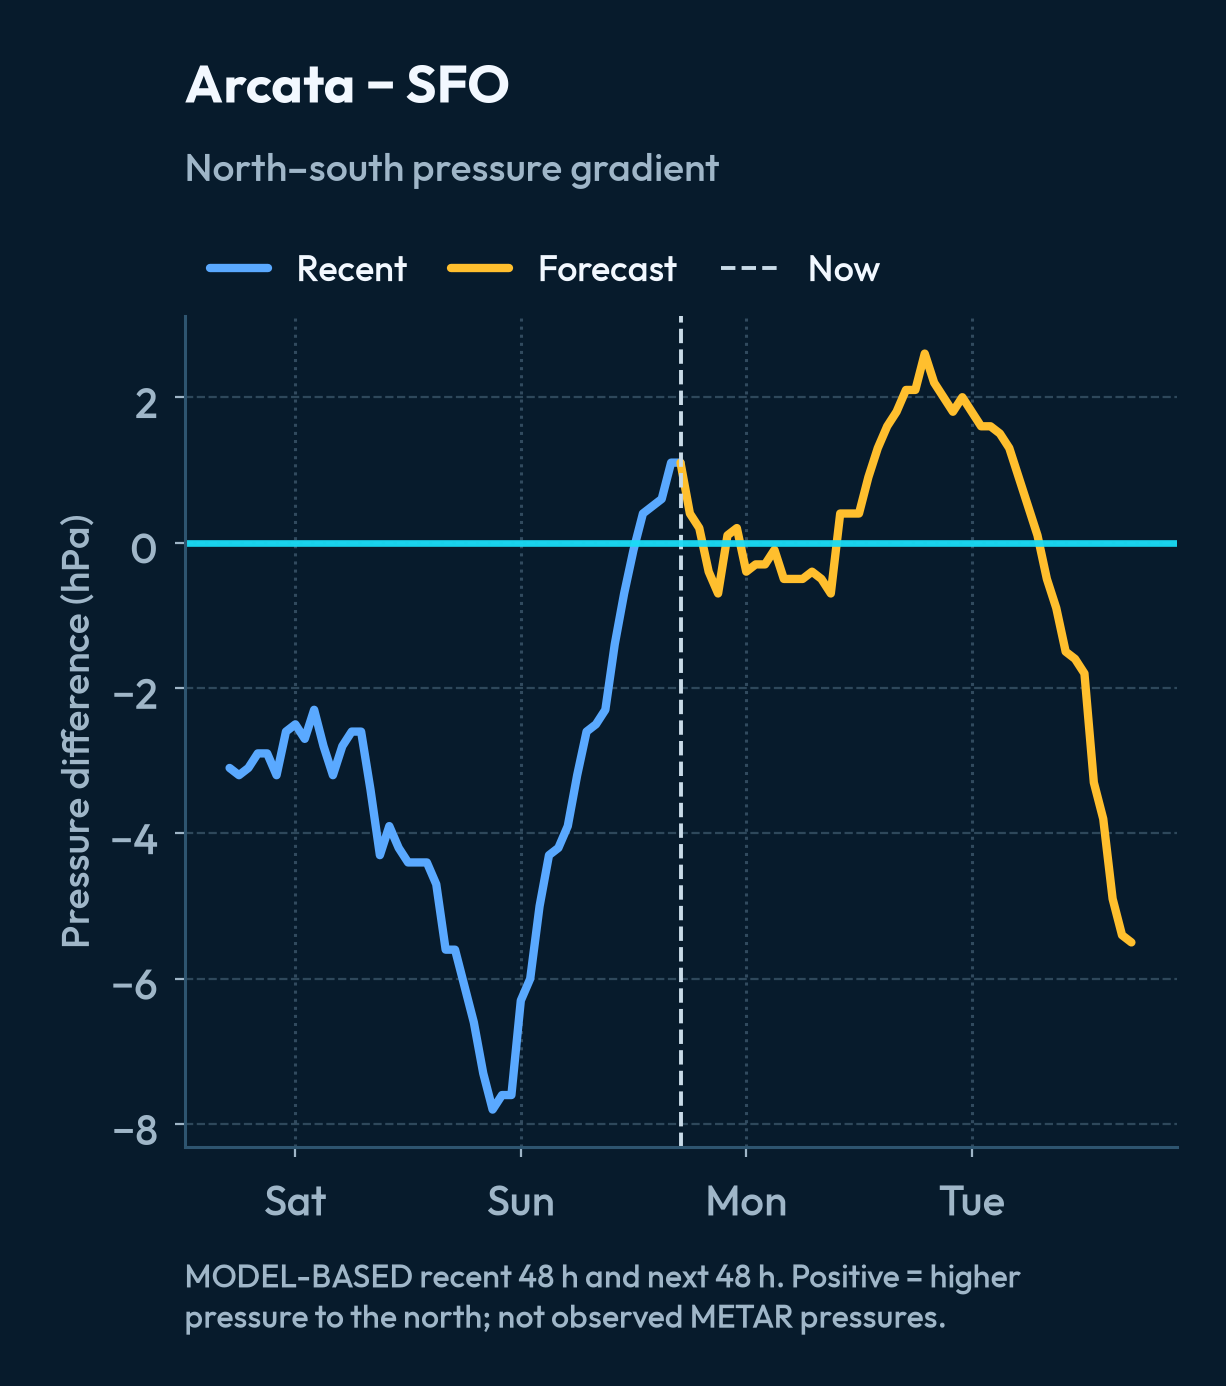 Arcata – SFO
North–south pressure gradient
Recent Forecast Now
Pressure difference (hPa)
2
0
−2
−4
−6
−8
Sat Sun Mon Tue
MODEL-BASED recent 48 h and next 48 h. Positive = higher
pressure to the north; not observed METAR pressures.